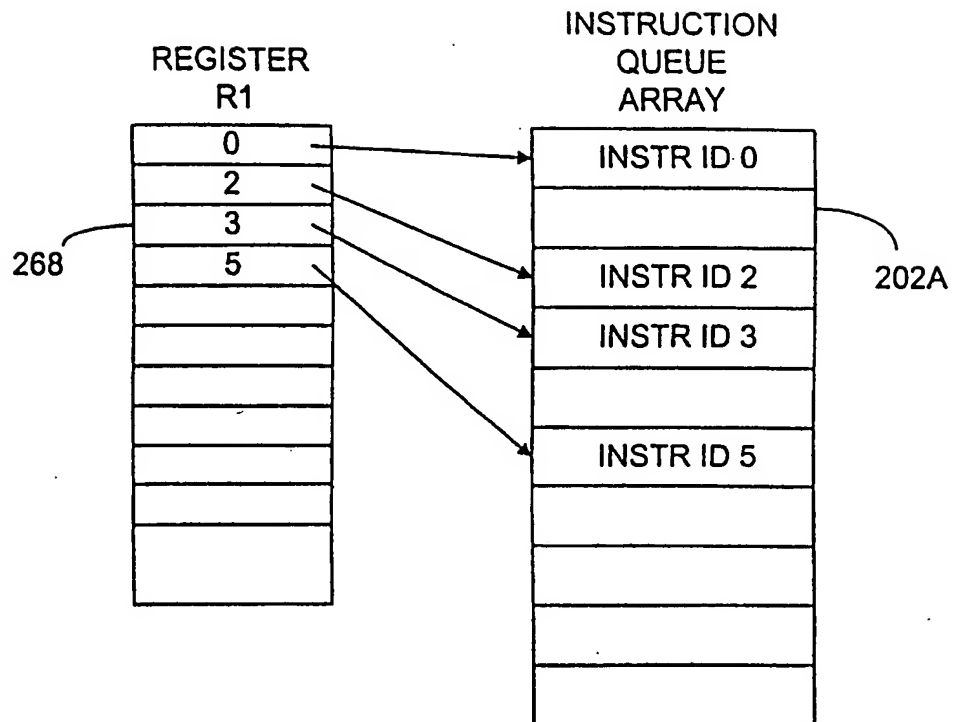 REGISTER
R1
0
2
3
5
268
INSTRUCTION
QUEUE
ARRAY
INSTR ID 0
INSTR ID 2
INSTR ID 3
INSTR ID 5
202A